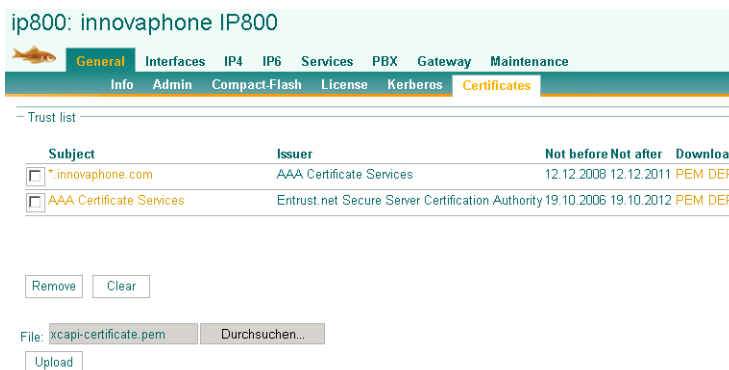 ip800: innovaphone IP800
General Interfaces IP4 IP6 Services PBX Gateway Maintenance
Info Admin Compact-Flash License Kerberos Certificates
Trust list
Subject Issuer Not before Not after Downloa
*.innovaphone.com AAA Certificate Services 12.12.2008 12.12.2011 PEM DER
AAA Certificate Services Entrust.net Secure Server Certification Authority 19.10.2006 19.10.2012 PEM DER
Remove Clear
File: xcapi-certificate.pem Durchsuchen...
Upload